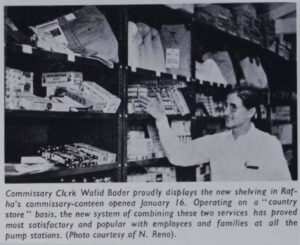 Commissary Clerk Walid Bader proudly displays the new shelving in Raf-
ha's commissary-canteen opened January 16. Operating on a "country
store" basis, the new system of combining these two services has proved
most satisfactory and popular with employees and families at all the
pump stations. (Photo courtesy of N. Reno).